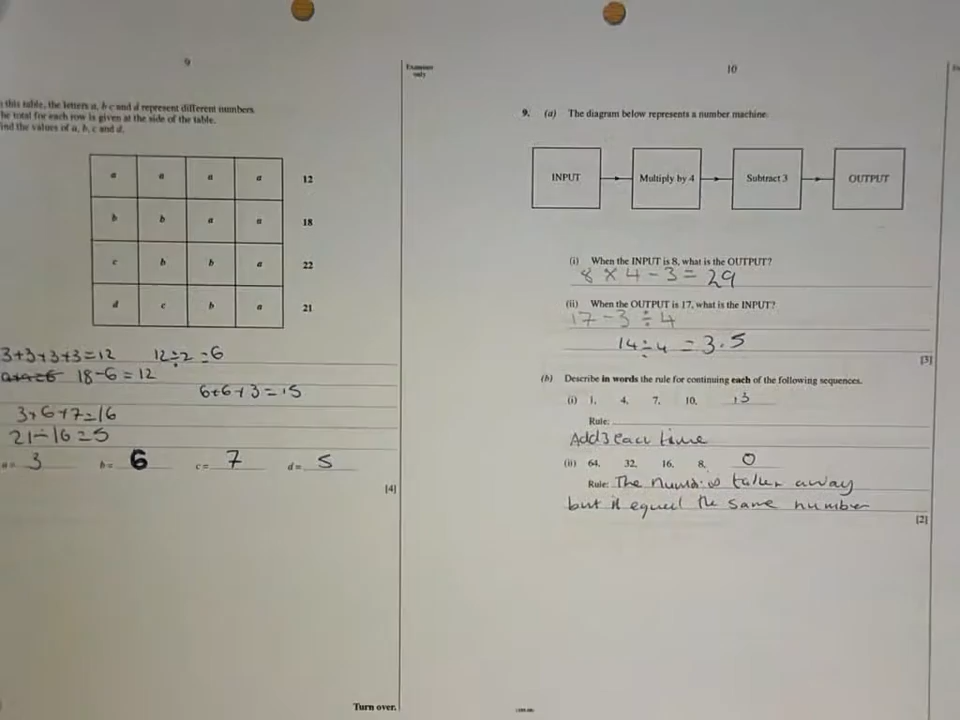 9
Examiner
only
this table, the letters a, b c and d represent different numbers.
he total for each row is given at the side of the table.
ind the values of a, b, c and d.
a a a a 12
b b a a 18
c b b a 22
d c b a 21
3+3+3+3=12 12÷2=6
18-6=12
6+6+3=15
3+6+7=16
21-16=5
a= 3 b= 6 c= 7 d= 5
[4]
Turn over.
10
9. (a) The diagram below represents a number machine.
INPUT Multiply by 4 Subtract 3 OUTPUT
(i) When the INPUT is 8, what is the OUTPUT?
8 × 4 - 3 = 29
(ii) When the OUTPUT is 17, what is the INPUT?
17 - 3 ÷ 4
14÷4 = 3.5
[3]
(b) Describe in words the rule for continuing each of the following sequences.
(i) 1, 4, 7, 10, 13
Rule:
Add 3 each time
(ii) 64, 32, 16, 8, 0
Rule: The is taken away
but it equal the same number
[2]